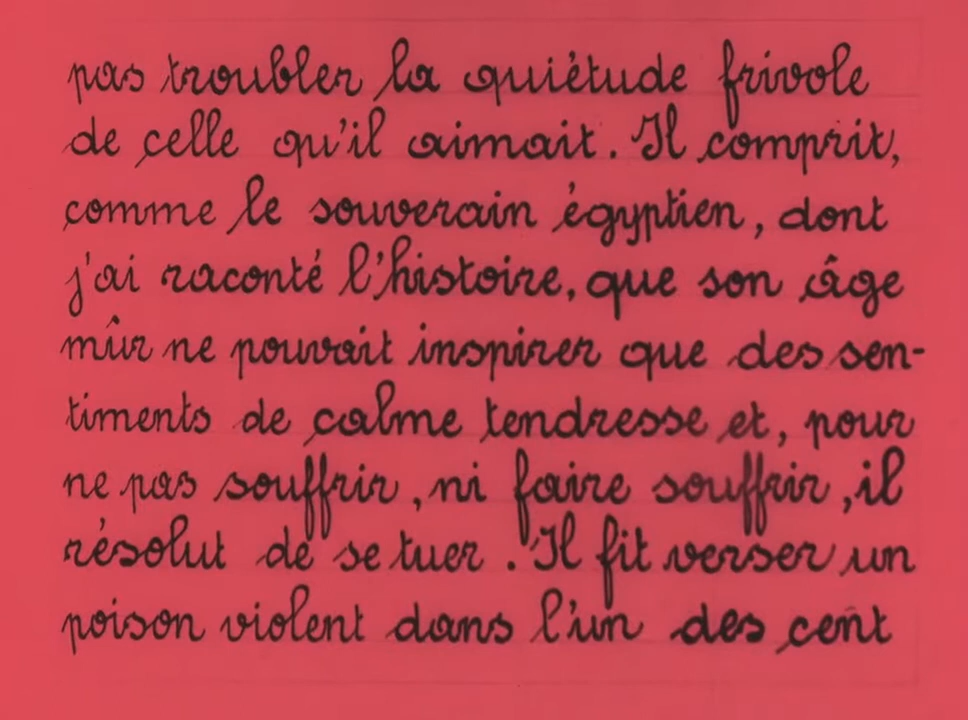 pas troubler la quiétude frivole
de celle qu'il aimait. Il comprit,
comme le souverain égyptien, dont
j'ai raconté l'histoire, que son âge
mûr ne pouvait inspirer que des sen-
timents de calme tendresse et, pour
ne pas souffrir, ni faire souffrir, il
résolut de se tuer. Il fit verser un
poison violent dans l'un des cent